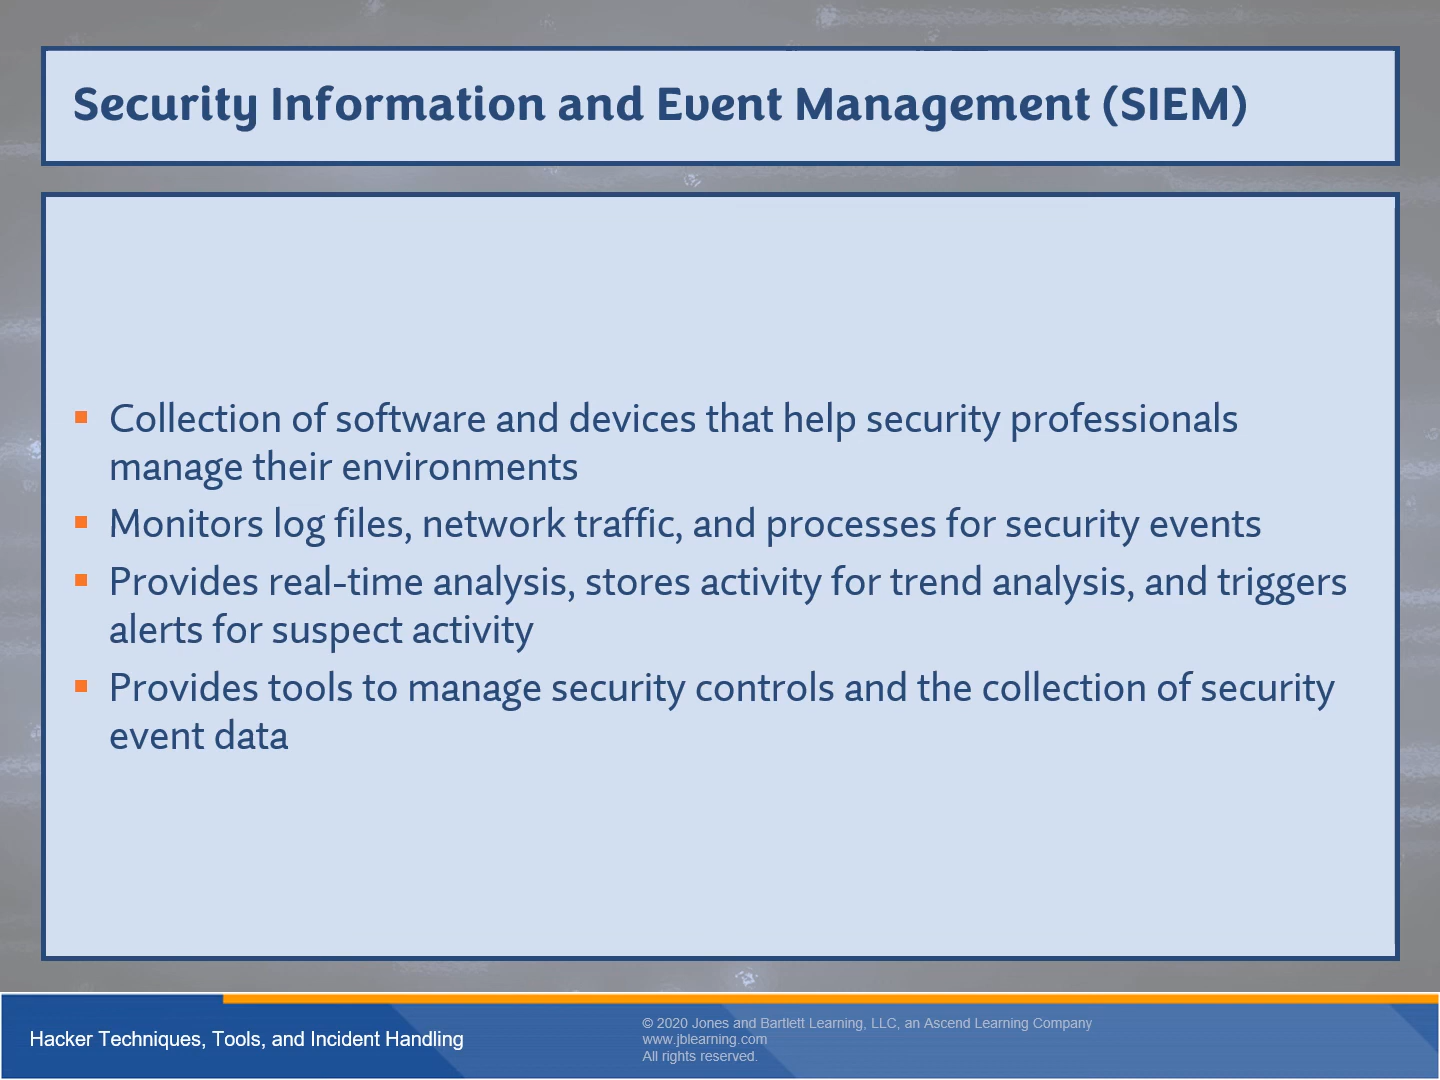 Security Information and Event Management (SIEM)
Collection of software and devices that help security professionals
manage their environments
Monitors log files, network traffic, and processes for security events
Provides real-time analysis, stores activity for trend analysis, and triggers
alerts for suspect activity
Provides tools to manage security controls and the collection of security
event data
Hacker Techniques, Tools, and Incident Handling
© 2020 Jones and Bartlett Learning, LLC, an Ascend Learning Company
www.jblearning.com
All rights reserved.